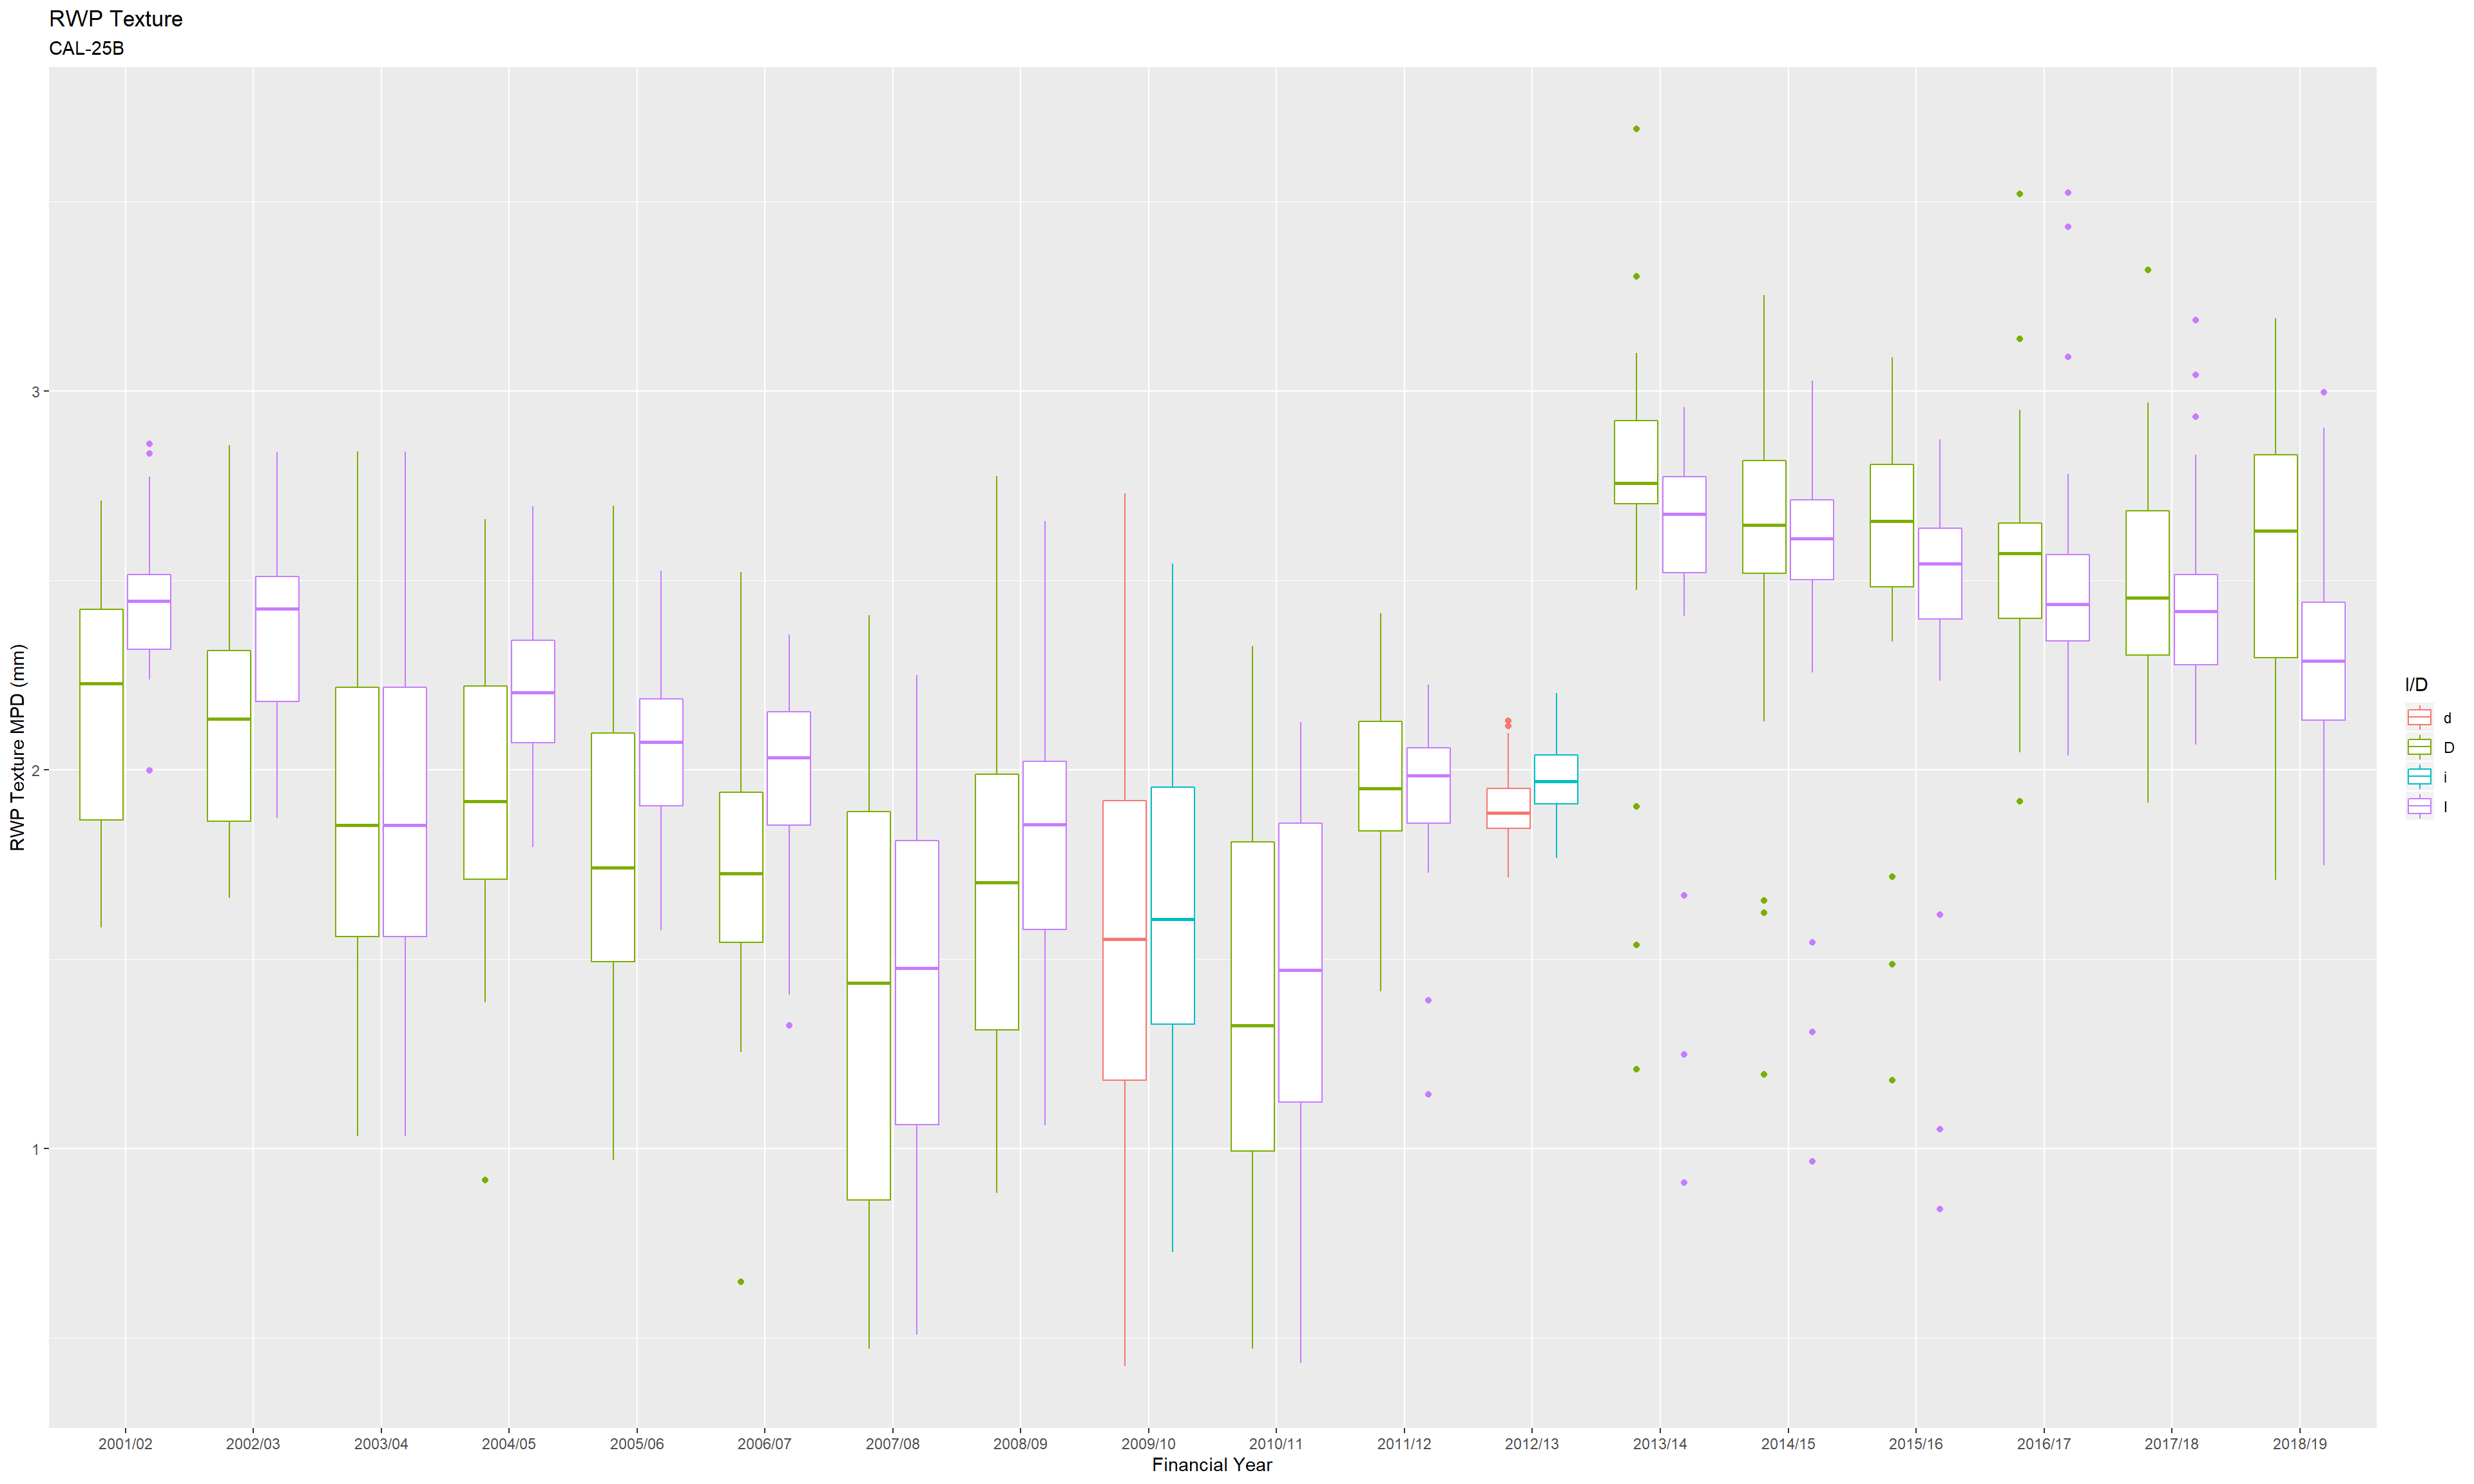 RWP Texture
CAL-25B
RWP Texture MPD (mm)
3
2
1
2001/02 2002/03 2003/04 2004/05 2005/06 2006/07 2007/08 2008/09 2009/10 2010/11 2011/12 2012/13 2013/14 2014/15 2015/16 2016/17 2017/18 2018/19
Financial Year
I/D
d
D
i
I